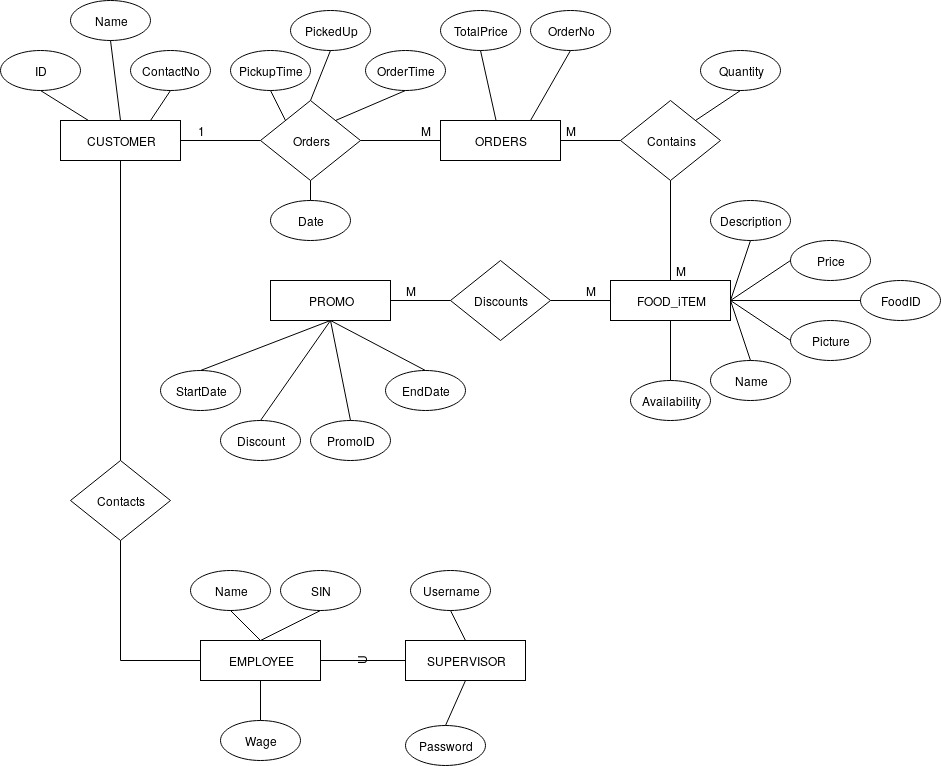 Name
PickedUp
TotalPrice
OrderNo
ID
ContactNo
PickupTime
OrderTime
Quantity
CUSTOMER
1
Orders
M
ORDERS
M
Contains
Date
Description
Price
M
PROMO
M
Discounts
M
FOOD_iTEM
FoodID
Picture
StartDate
EndDate
Name
Availability
Discount
PromoID
Contacts
Name
SIN
Username
EMPLOYEE
⊃
SUPERVISOR
Wage
Password